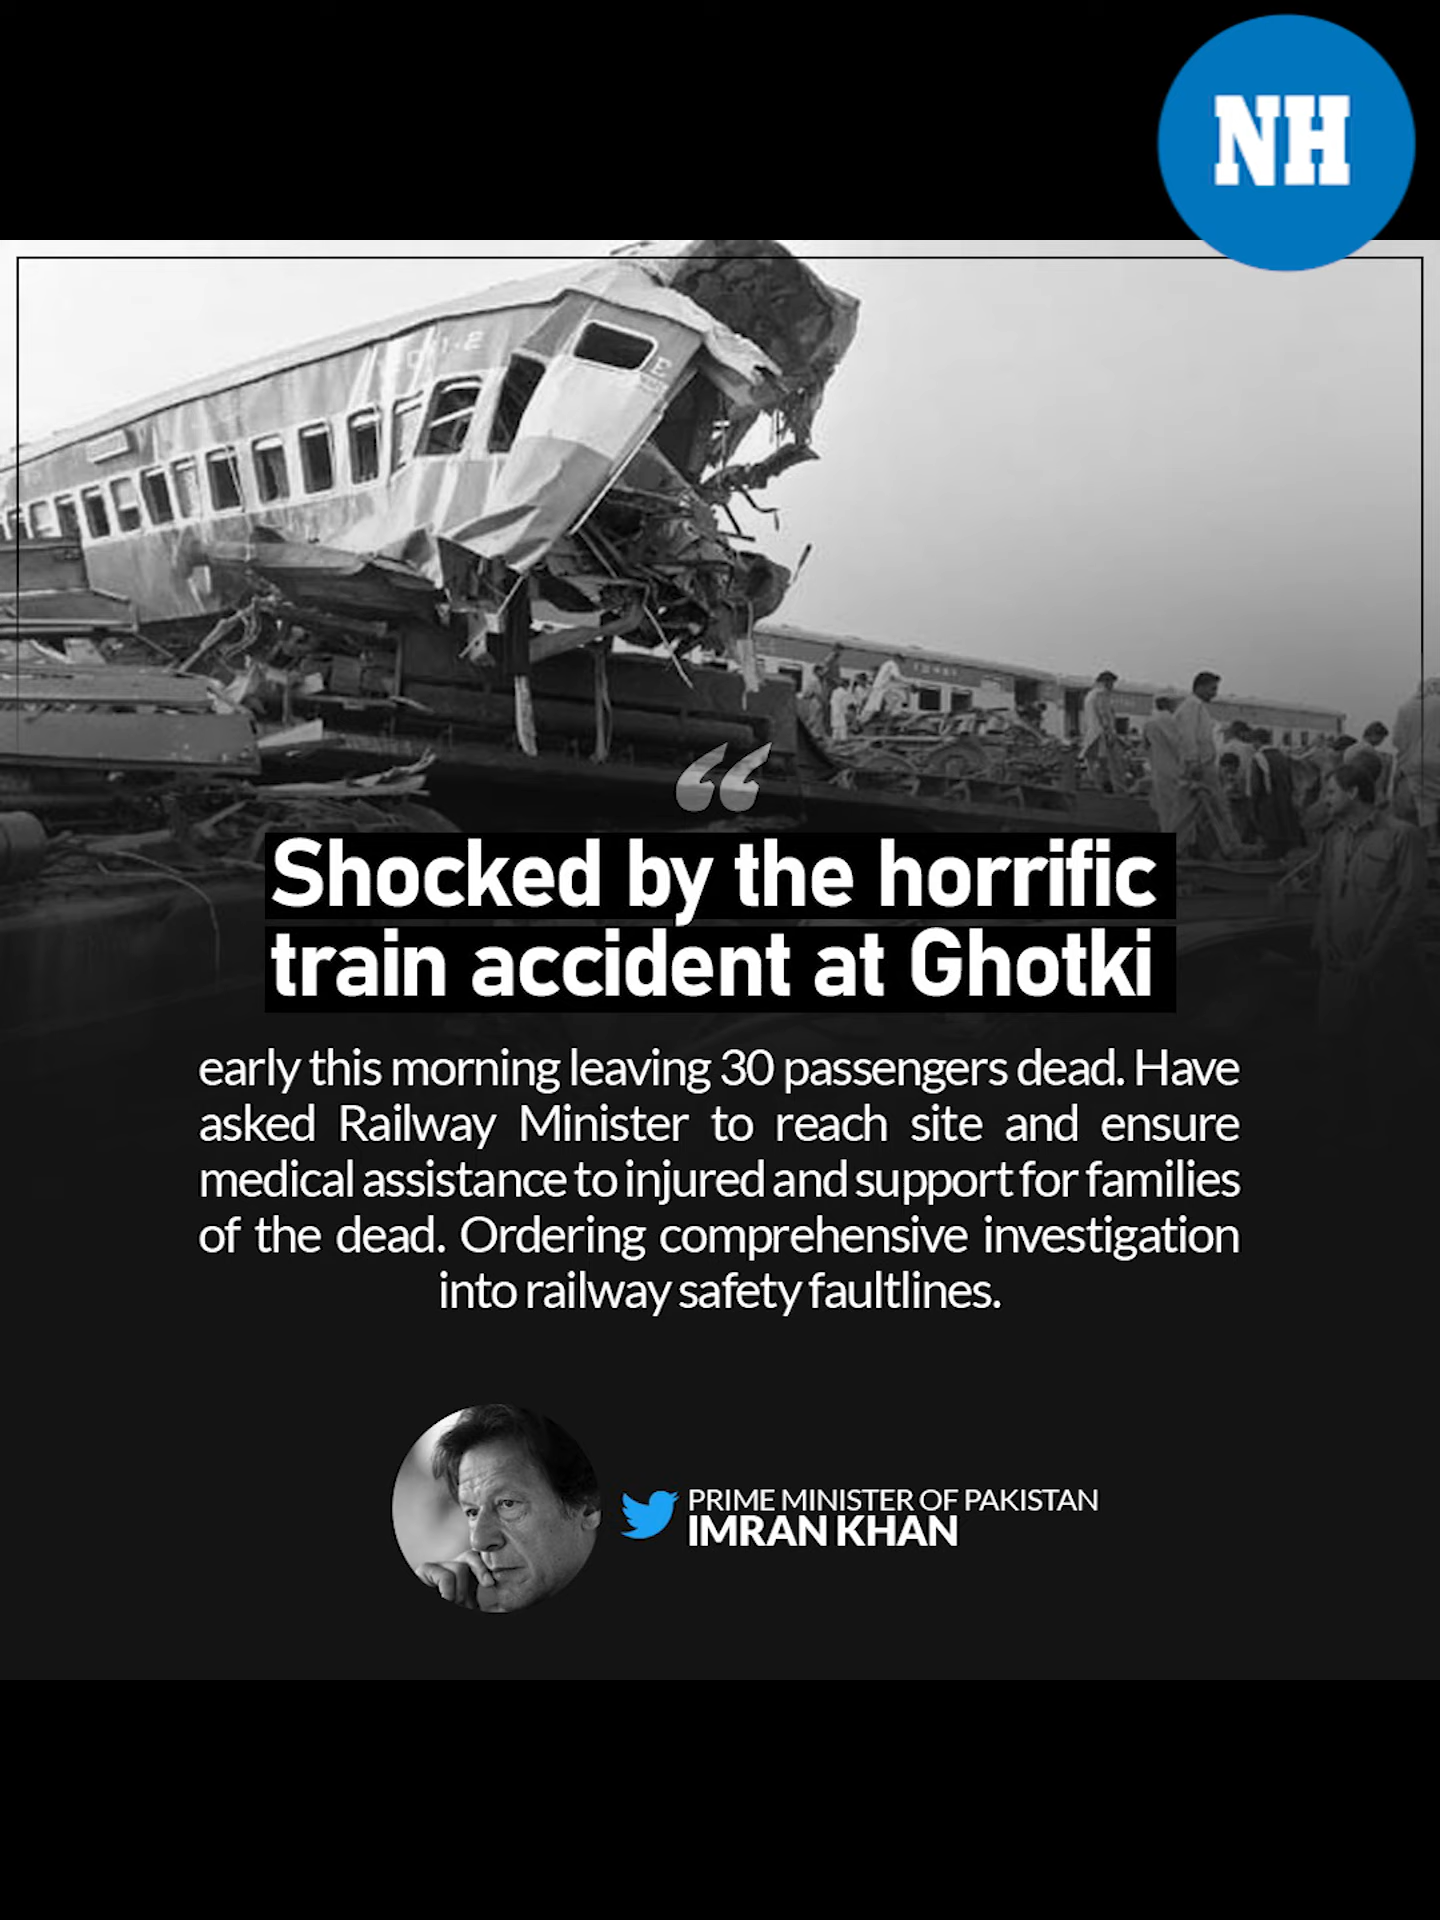 NH
“
Shocked by the horrific
train accident at Ghotki
early this morning leaving 30 passengers dead. Have
asked Railway Minister to reach site and ensure
medical assistance to injured and support for families
of the dead. Ordering comprehensive investigation
into railway safety faultlines.
PRIME MINISTER OF PAKISTAN
IMRAN KHAN